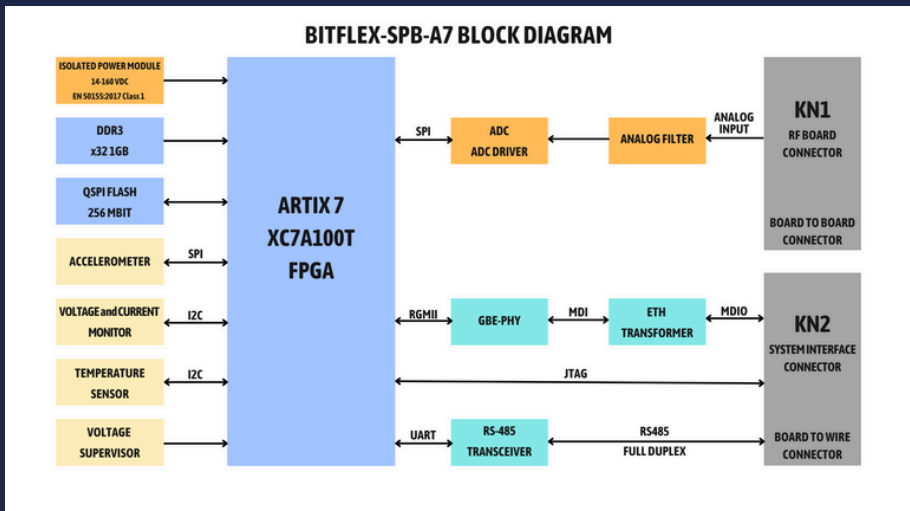 BITFLEX-SPB-A7 BLOCK DIAGRAM
ISOLATED POWER MODULE
14-160 VDC
EN 50155:2017 Class 1
DDR3
x32 1GB
QSPI FLASH
256 MBIT
ACCELEROMETER
SPI
VOLTAGE and CURRENT
MONITOR
I2C
TEMPERATURE
SENSOR
I2C
VOLTAGE
SUPERVISOR
ARTIX 7
XC7A100T
FPGA
SPI
ADC
ADC DRIVER
ANALOG FILTER
ANALOG
INPUT
KN1
RF BOARD
CONNECTOR
BOARD TO BOARD
CONNECTOR
RGMII
GBE-PHY
MDI
ETH
TRANSFORMER
MDIO
JTAG
UART
RS-485
TRANSCEIVER
RS485
FULL DUPLEX
KN2
SYSTEM INTERFACE
CONNECTOR
BOARD TO WIRE
CONNECTOR